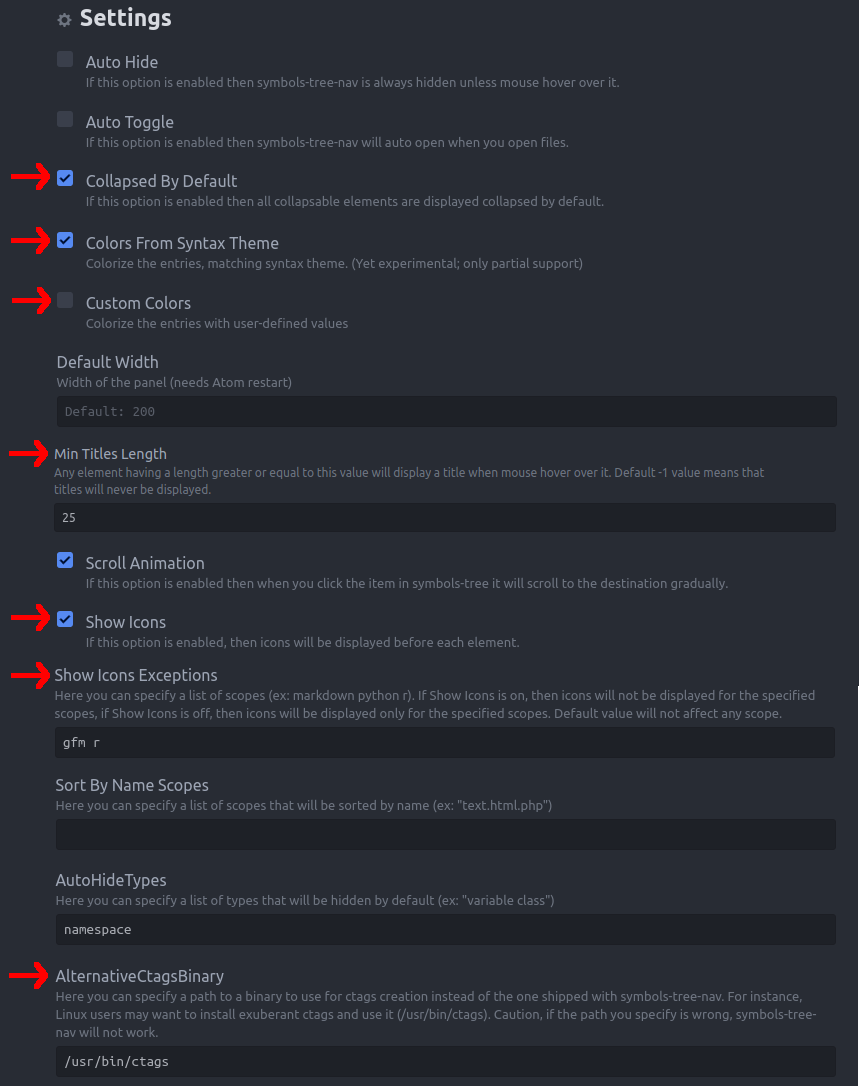 Settings
Auto Hide
If this option is enabled then symbols-tree-nav is always hidden unless mouse hover over it.
Auto Toggle
If this option is enabled then symbols-tree-nav will auto open when you open files.
Collapsed By Default
If this option is enabled then all collapsable elements are displayed collapsed by default.
Colors From Syntax Theme
Colorize the entries, matching syntax theme. (Yet experimental; only partial support)
Custom Colors
Colorize the entries with user-defined values
Default Width
Width of the panel (needs Atom restart)
Default: 200
Min Titles Length
Any element having a length greater or equal to this value will display a title when mouse hover over it. Default -1 value means that
titles will never be displayed.
25
Scroll Animation
If this option is enabled then when you click the item in symbols-tree it will scroll to the destination gradually.
Show Icons
If this option is enabled, then icons will be displayed before each element.
Show Icons Exceptions
Here you can specify a list of scopes (ex: markdown python r). If Show Icons is on, then icons will not be displayed for the specified
scopes, if Show Icons is off, then icons will be displayed only for the specified scopes. Default value will not affect any scope.
gfm r
Sort By Name Scopes
Here you can specify a list of scopes that will be sorted by name (ex: "text.html.php")
AutoHideTypes
Here you can specify a list of types that will be hidden by default (ex: "variable class")
namespace
AlternativeCtagsBinary
Here you can specify a path to a binary to use for ctags creation instead of the one shipped with symbols-tree-nav. For instance,
Linux users may want to install exuberant ctags and use it (/usr/bin/ctags). Caution, if the path you specify is wrong, symbols-tree-
nav will not work.
/usr/bin/ctags